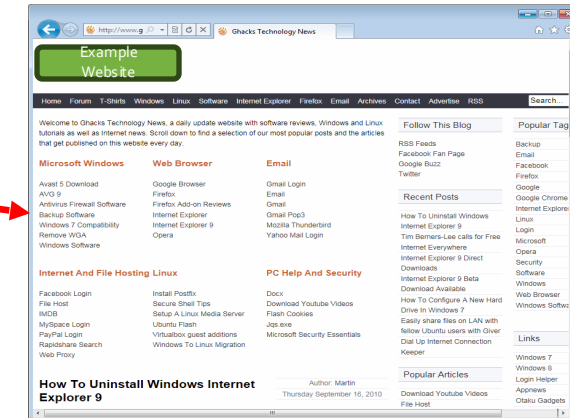 http://www.g
Ghacks Technology News
Example
Website
Home Forum T-Shirts Windows Linux Software Internet Explorer Firefox Email Archives Contact Advertise RSS Search...
Welcome to Ghacks Technology News, a daily update website with software reviews, Windows and Linux
tutorials as well as Internet news. Scroll down to find a selection of our most popular posts and the articles
that get published on this website every day.
Microsoft Windows
Avast 5 Download
AVG 9
Antivirus Firewall Software
Backup Software
Windows 7 Compatibility
Remove WGA
Windows Software
Web Browser
Google Browser
Firefox
Firefox Add-on Reviews
Internet Explorer
Internet Explorer 9
Opera
Email
Gmail Login
Email
Gmail
Gmail Pop3
Mozilla Thunderbird
Yahoo Mail Login
Internet And File Hosting
Facebook Login
File Host
IMDB
MySpace Login
PayPal Login
Rapidshare Search
Web Proxy
Linux
Install Postfix
Secure Shell Tips
Setup A Linux Media Server
Ubuntu Flash
Virtualbox guest additions
Windows To Linux Migration
PC Help And Security
Docx
Download Youtube Videos
Flash Cookies
Jqs.exe
Microsoft Security Essentials
How To Uninstall Windows Internet
Explorer 9
Author: Martin
Thursday September 16, 2010
Follow This Blog
RSS Feeds
Facebook Fan Page
Google Buzz
Twitter
Recent Posts
How To Uninstall Windows
Internet Explorer 9
Tim Berners-Lee calls for Free
Internet Everywhere
Internet Explorer 9 Direct
Downloads
Internet Explorer 9 Beta
Download Available
How To Configure A New Hard
Drive In Windows 7
Easily share files on LAN with
fellow Ubuntu users with Giver
Dial Up Internet Connection
Keeper
Popular Articles
Download Youtube Videos
File Host
Popular Tag
Backup
Email
Facebook
Firefox
Google
Google Chrome
Internet Explore
Linux
Login
Microsoft
Opera
Security
Software
Windows
Web Browser
Windows Softwa
Links
Windows 7
Windows 8
Login Helper
Appnews
Otaku Gadgets